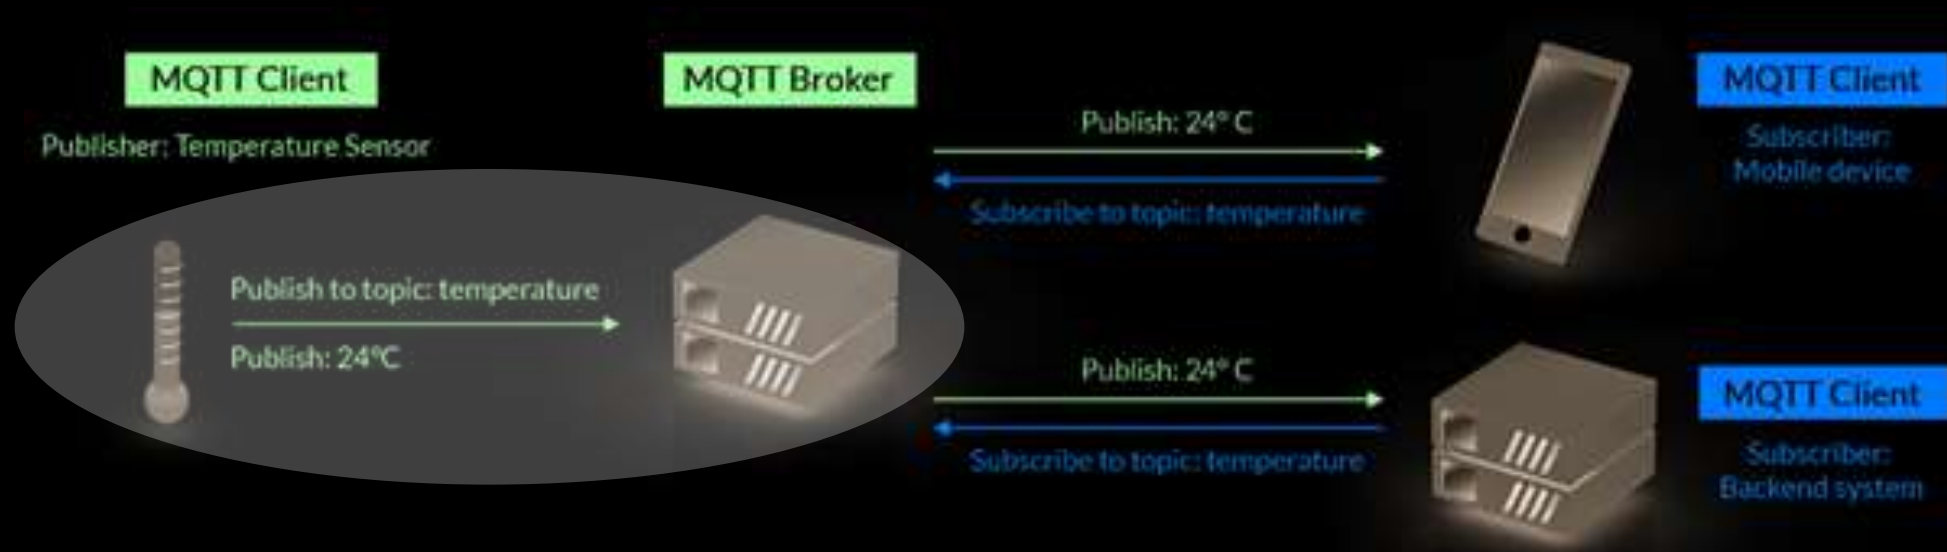 MQTT Client
Publisher: Temperature Sensor
Publish to topic: temperature
Publish: 24°C
MQTT Broker
Publish: 24° C
Subscribe to topic: temperature
MQTT Client
Subscriber:
Mobile device
Publish: 24° C
Subscribe to topic: temperature
MQTT Client
Subscriber:
Backend system